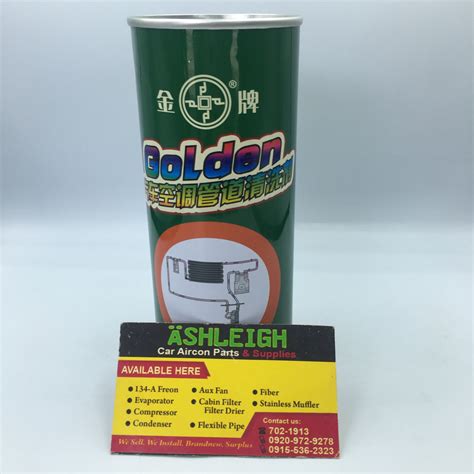 金 ® 牌
Golden
车空调管道清洗剂
ÄSHLEIGH
Car Aircon Parts & Supplies
AVAILABLE HERE
• 134-A Freon
• Evaporator
• Compressor
• Condenser
• Aux Fan
• Cabin Filter
Filter Drier
• Flexible Pipe
• Fiber
• Stainless Muffler
We Sell, We Install, Brandnew, Surplus
Contact us:
702-1913
0920-972-9278
0915-536-2323